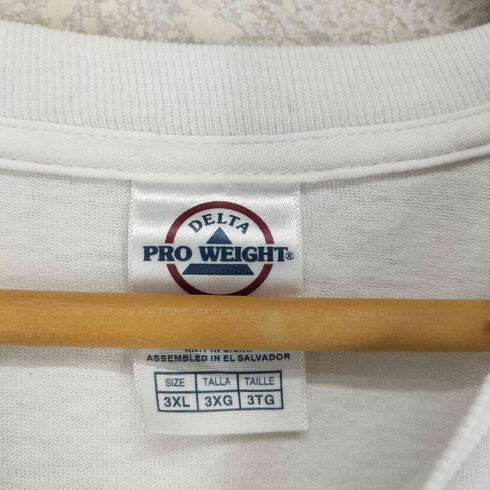 DELTA
PRO WEIGHT®
ASSEMBLED IN EL SALVADOR
SIZE TALLA TAILLE
3XL 3XG 3TG